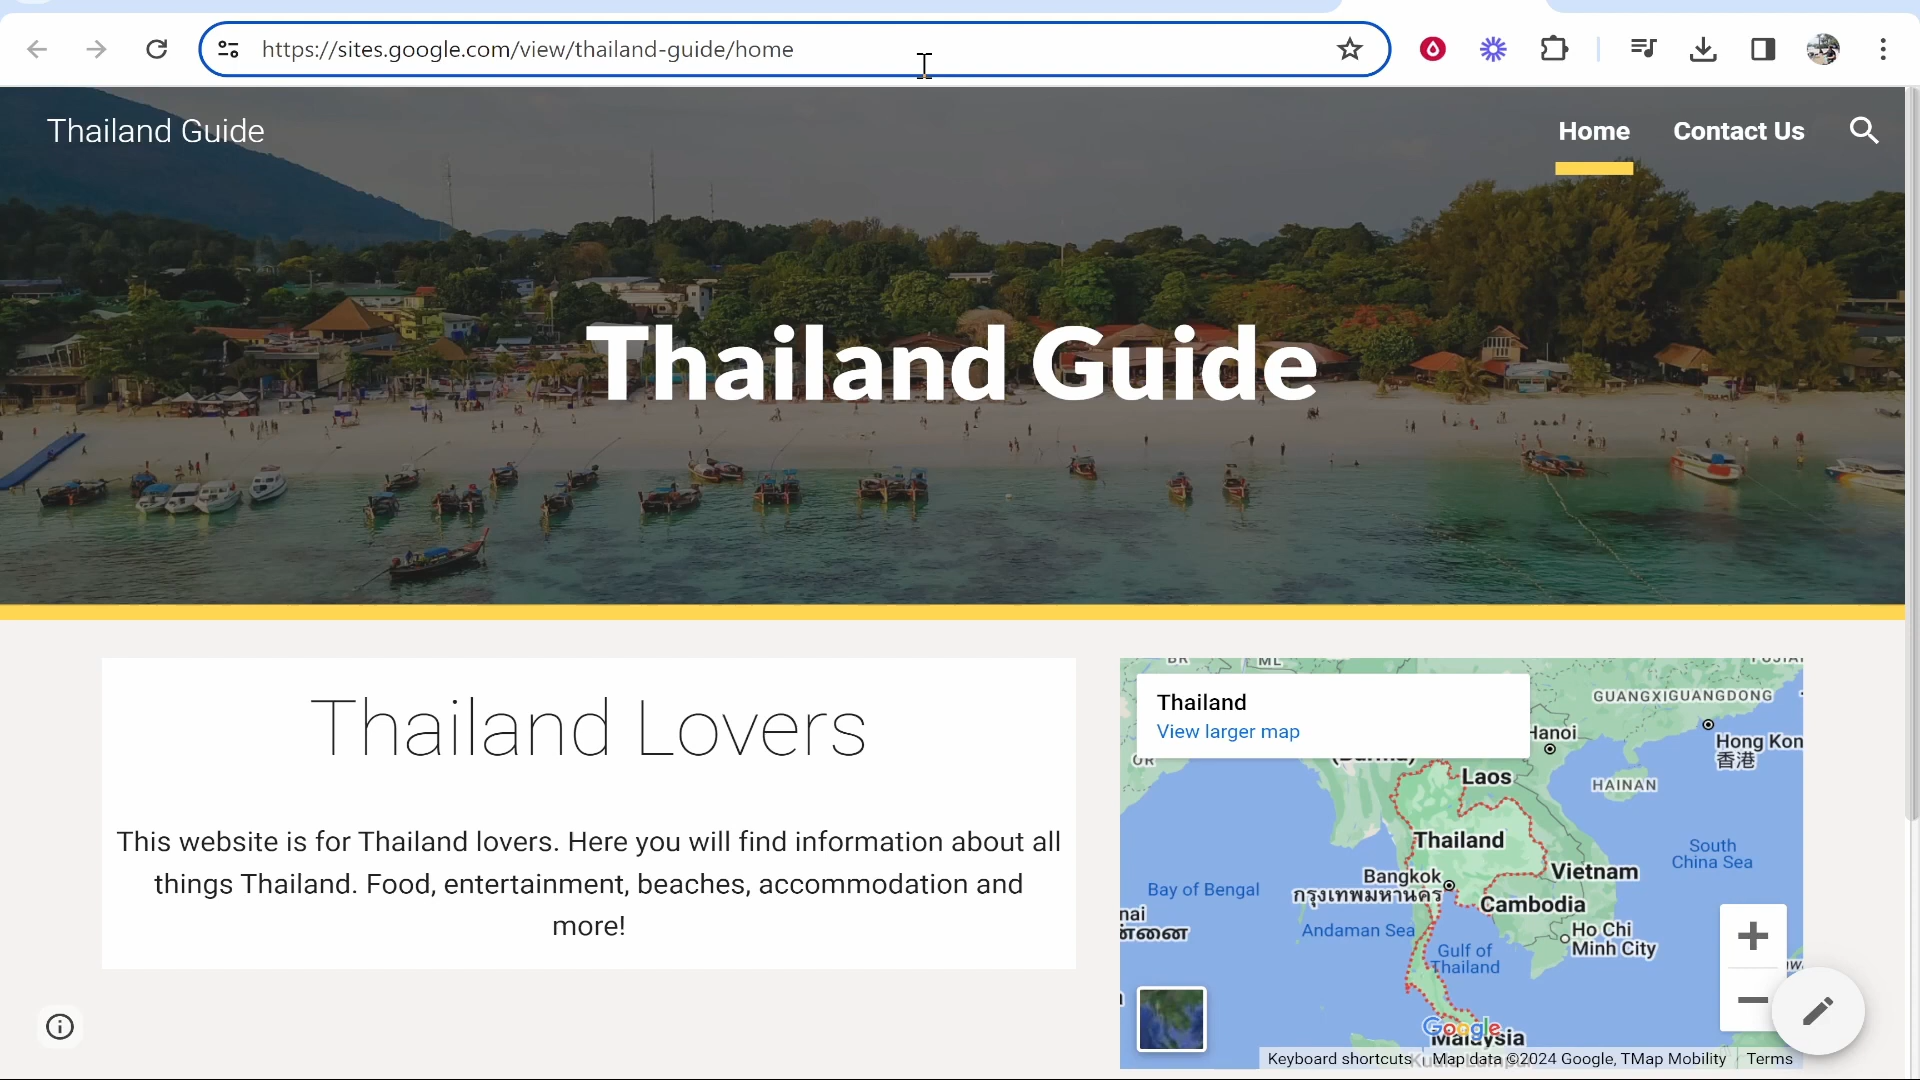 https://sites.google.com/view/thailand-guide/home
Thailand Guide
Home
Contact Us
Thailand Guide
Thailand Lovers
This website is for Thailand lovers. Here you will find information about all
things Thailand. Food, entertainment, beaches, accommodation and
more!
BR
ML
Thailand
View larger map
OR
GUANGXI
GUANGDONG
Hanoi
Hong Kon
香港
Laos
HAINAN
Thailand
South
China Sea
Vietnam
Bangkok
กรุงเทพมหานคร
Bay of Bengal
Cambodia
nai
Andaman Sea
Ho Chi
Minh City
Gulf of
Thailand
Google
Malaysia
Keyboard shortcuts
Map data ©2024 Google, TMap Mobility
Terms